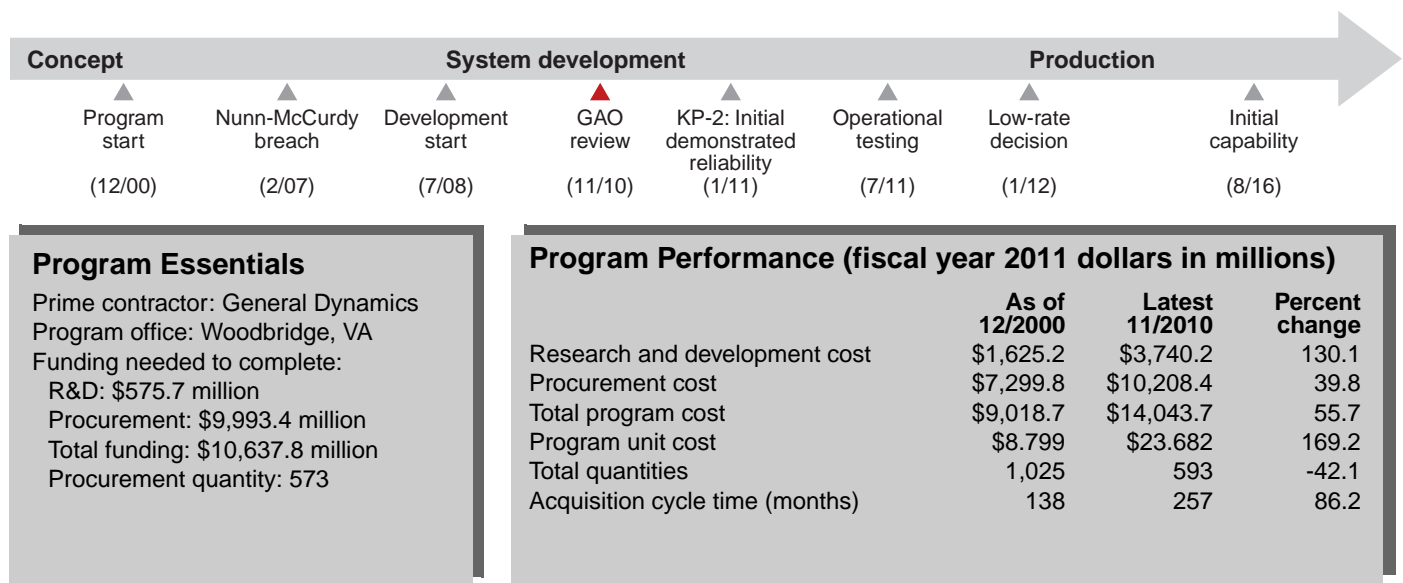 Concept System development Production
Program start
Nunn-McCurdy breach
Development start
GAO review
KP-2: Initial demonstrated reliability
Operational testing
Low-rate decision
Initial capability
(12/00) (2/07) (7/08) (11/10) (1/11) (7/11) (1/12) (8/16)
Program Essentials
Prime contractor: General Dynamics
Program office: Woodbridge, VA
Funding needed to complete:
R&D: $575.7 million
Procurement: $9,993.4 million
Total funding: $10,637.8 million
Procurement quantity: 573
Program Performance (fiscal year 2011 dollars in millions)
As of 12/2000 Latest 11/2010 Percent change
Research and development cost $1,625.2 $3,740.2 130.1
Procurement cost $7,299.8 $10,208.4 39.8
Total program cost $9,018.7 $14,043.7 55.7
Program unit cost $8.799 $23.682 169.2
Total quantities 1,025 593 -42.1
Acquisition cycle time (months) 138 257 86.2